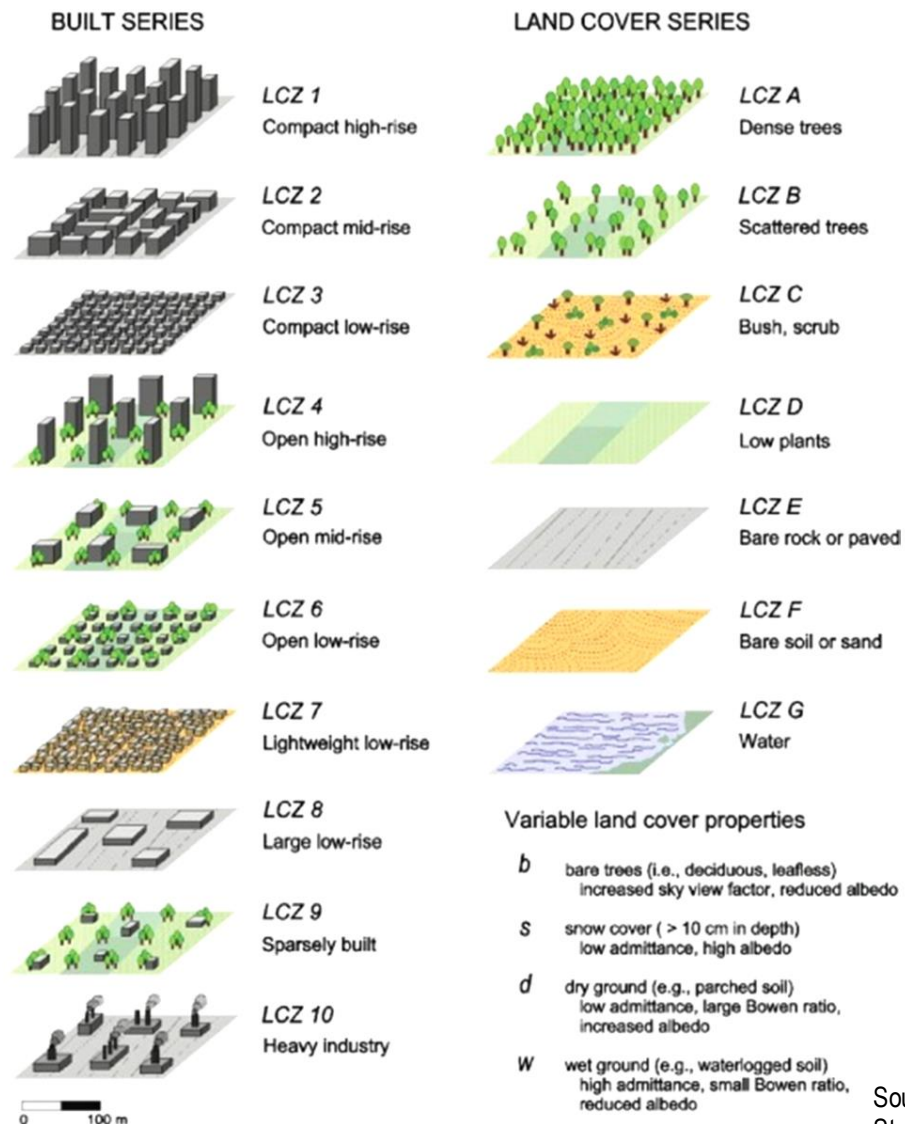 BUILT SERIES
LCZ 1
Compact high-rise
LCZ 2
Compact mid-rise
LCZ 3
Compact low-rise
LCZ 4
Open high-rise
LCZ 5
Open mid-rise
LCZ 6
Open low-rise
LCZ 7
Lightweight low-rise
LCZ 8
Large low-rise
LCZ 9
Sparsely built
LCZ 10
Heavy industry
0 100 m
LAND COVER SERIES
LCZ A
Dense trees
LCZ B
Scattered trees
LCZ C
Bush, scrub
LCZ D
Low plants
LCZ E
Bare rock or paved
LCZ F
Bare soil or sand
LCZ G
Water
Variable land cover properties
b bare trees (i.e., deciduous, leafless)
increased sky view factor, reduced albedo
s snow cover ( > 10 cm in depth)
low admittance, high albedo
d dry ground (e.g., parched soil)
low admittance, large Bowen ratio,
increased albedo
w wet ground (e.g., waterlogged soil)
high admittance, small Bowen ratio,
reduced albedo
Sou